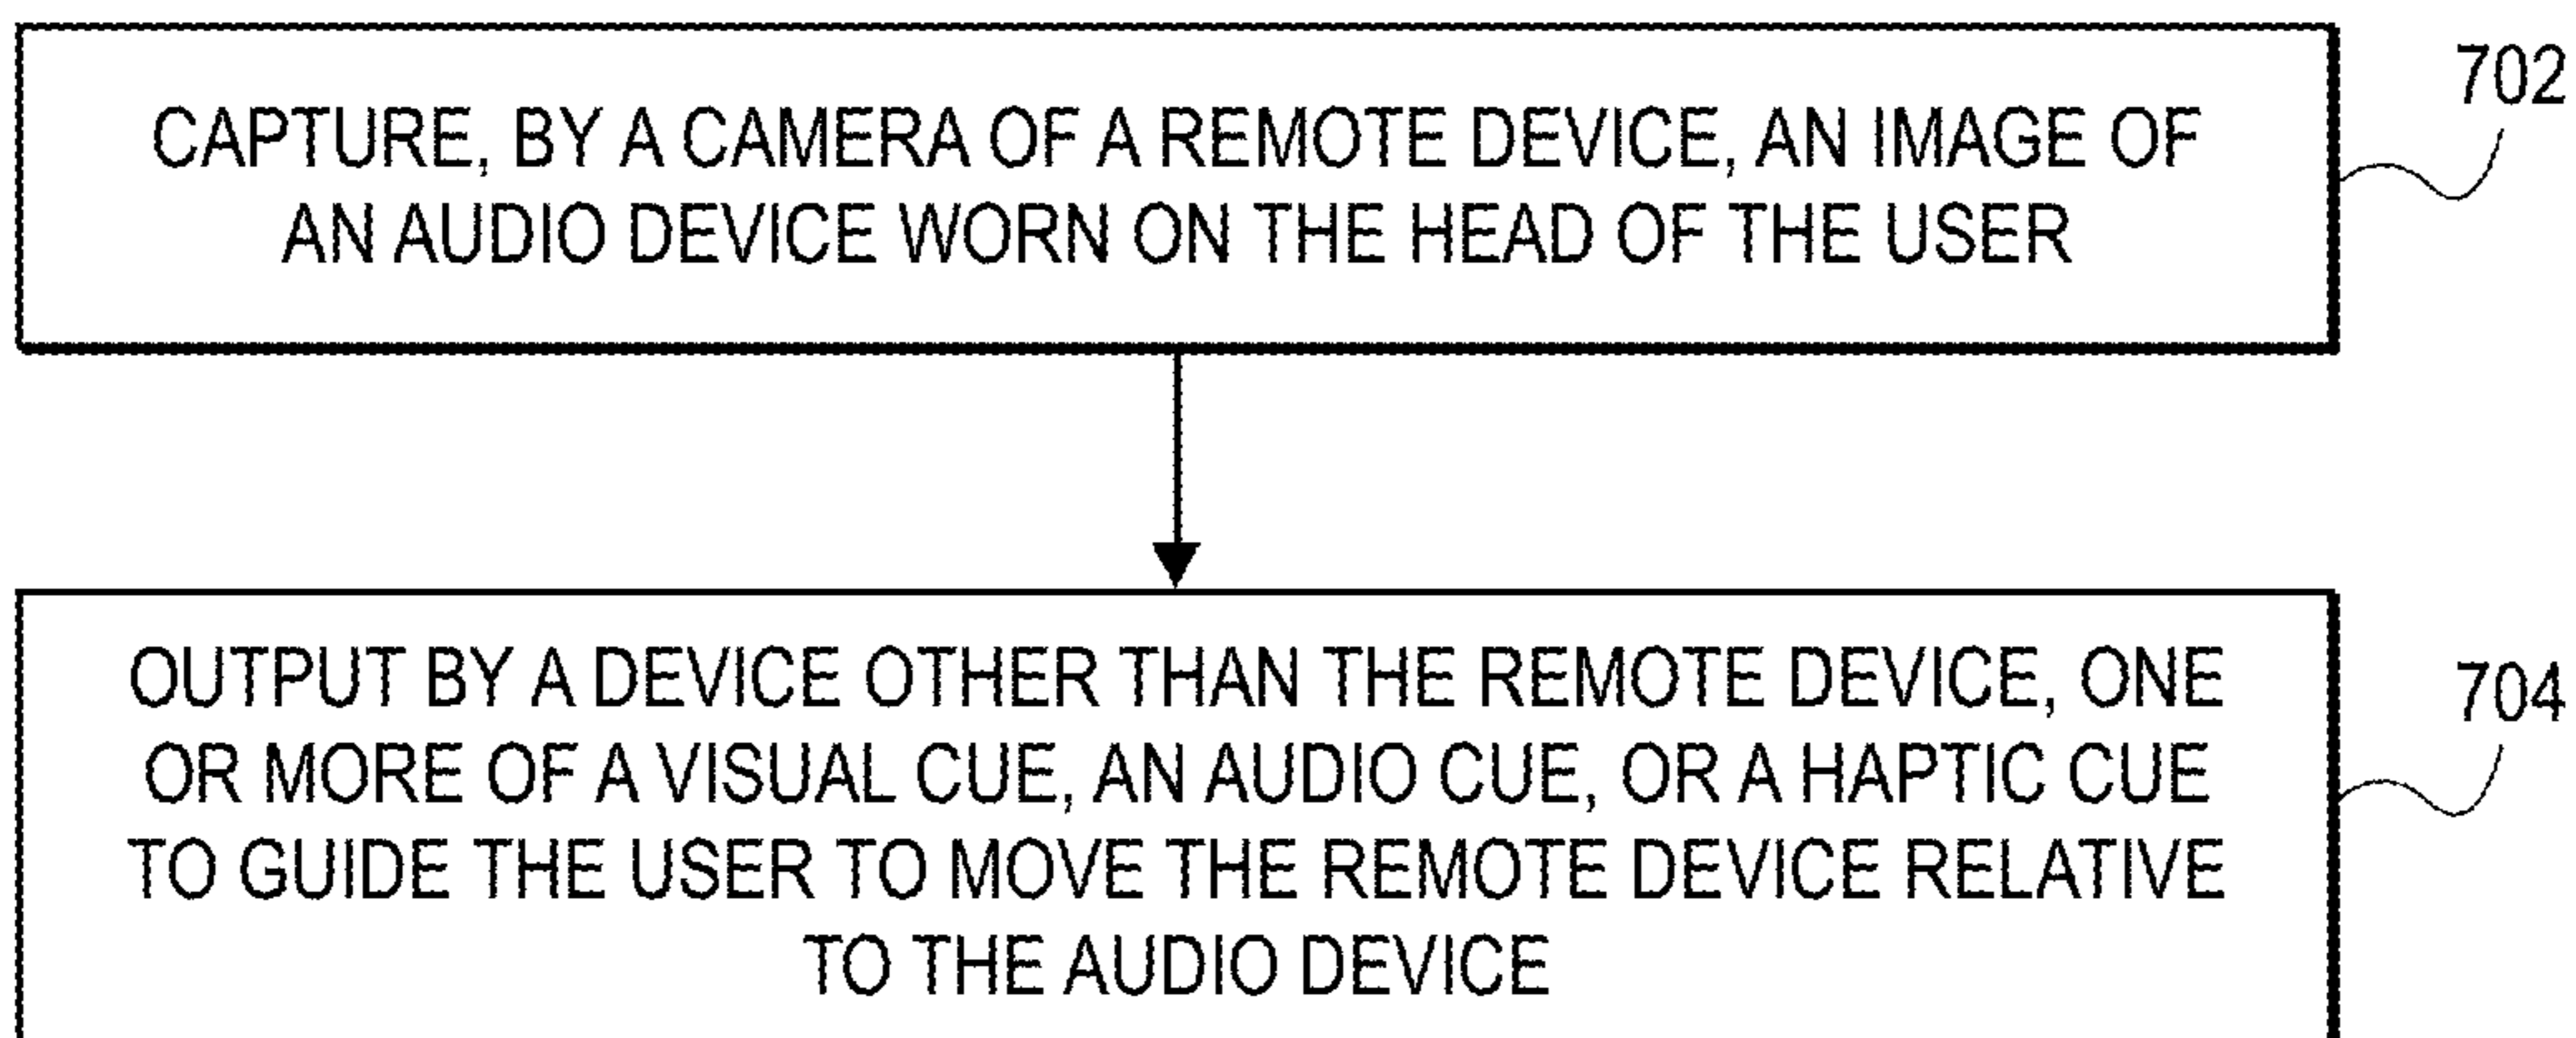 CAPTURE, BY A CAMERA OF A REMOTE DEVICE, AN IMAGE OF
AN AUDIO DEVICE WORN ON THE HEAD OF THE USER
702
OUTPUT BY A DEVICE OTHER THAN THE REMOTE DEVICE, ONE
OR MORE OF A VISUAL CUE, AN AUDIO CUE, OR A HAPTIC CUE
TO GUIDE THE USER TO MOVE THE REMOTE DEVICE RELATIVE
TO THE AUDIO DEVICE
704